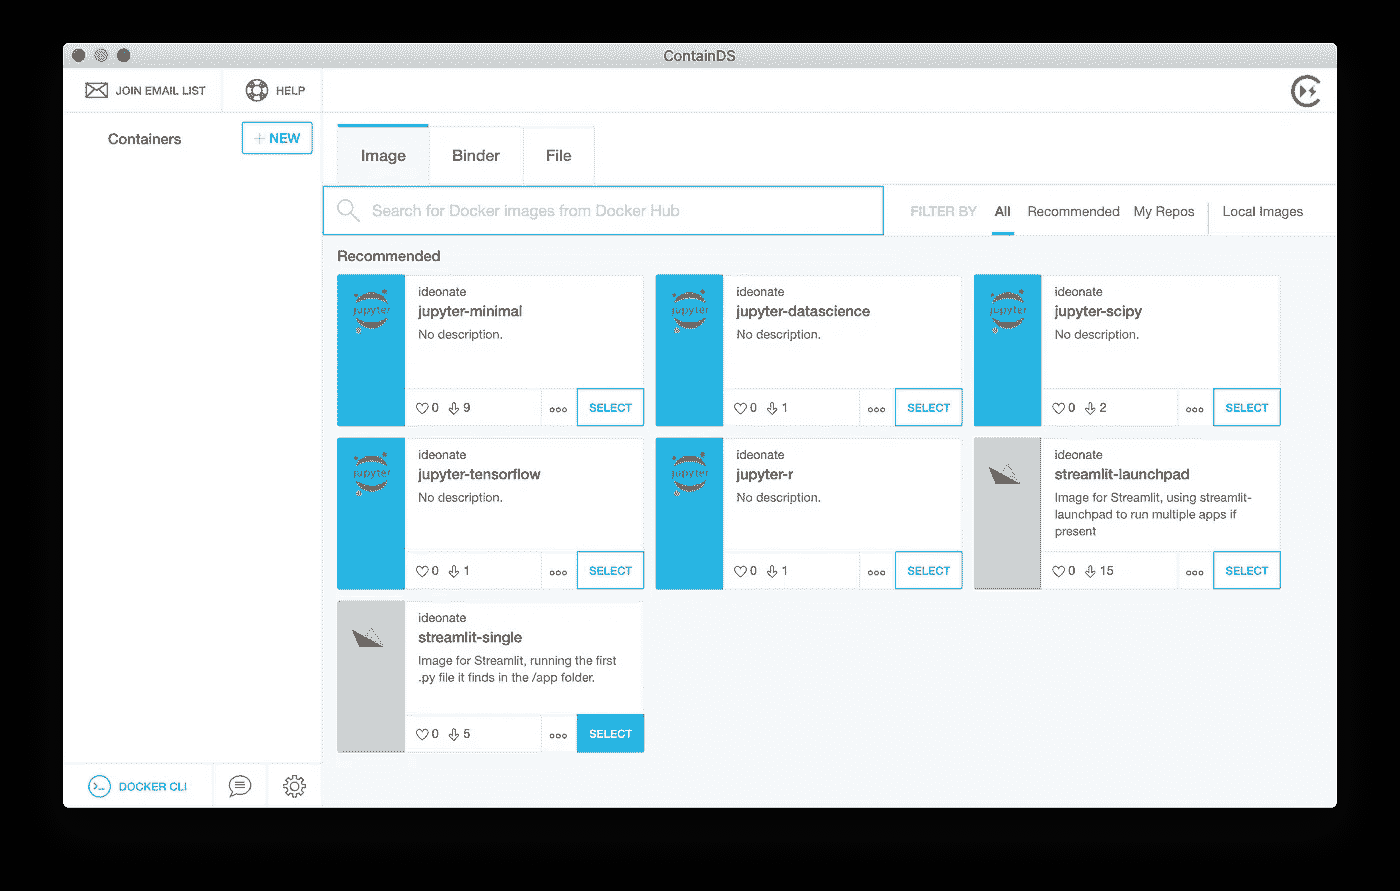 ContainDS
JOIN EMAIL LIST
HELP
Containers
+ NEW
Image
Binder
File
Search for Docker images from Docker Hub
FILTER BY
All
Recommended
My Repos
Local Images
Recommended
jupyter
ideonate
jupyter-minimal
No description.
0
9
SELECT
jupyter
ideonate
jupyter-datascience
No description.
0
1
SELECT
jupyter
ideonate
jupyter-scipy
No description.
0
2
SELECT
jupyter
ideonate
jupyter-tensorflow
No description.
0
1
SELECT
jupyter
ideonate
jupyter-r
No description.
0
1
SELECT
ideonate
streamlit-launchpad
Image for Streamlit, using streamlit-
launchpad to run multiple apps if
present
0
15
SELECT
ideonate
streamlit-single
Image for Streamlit, running the first
.py file it finds in the /app folder.
0
5
SELECT
DOCKER CLI